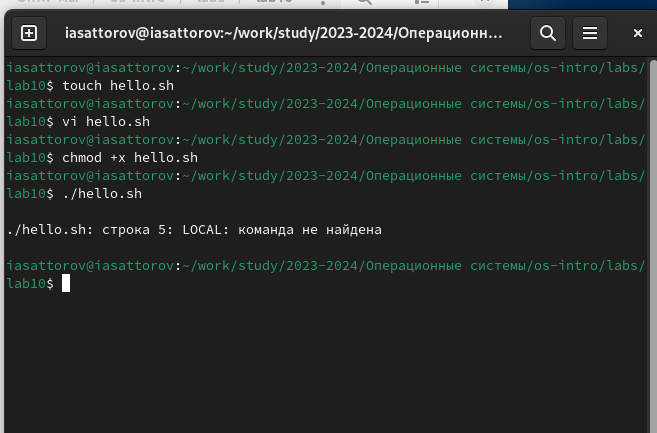 iasattorov@iasattorov:~/work/study/2023-2024/Операционн...
iasattorov@iasattorov:~/work/study/2023-2024/Операционные системы/os-intro/labs/
lab10$ touch hello.sh
iasattorov@iasattorov:~/work/study/2023-2024/Операционные системы/os-intro/labs/
lab10$ vi hello.sh
iasattorov@iasattorov:~/work/study/2023-2024/Операционные системы/os-intro/labs/
lab10$ chmod +x hello.sh
iasattorov@iasattorov:~/work/study/2023-2024/Операционные системы/os-intro/labs/
lab10$ ./hello.sh
./hello.sh: строка 5: LOCAL: команда не найдена
iasattorov@iasattorov:~/work/study/2023-2024/Операционные системы/os-intro/labs/
lab10$